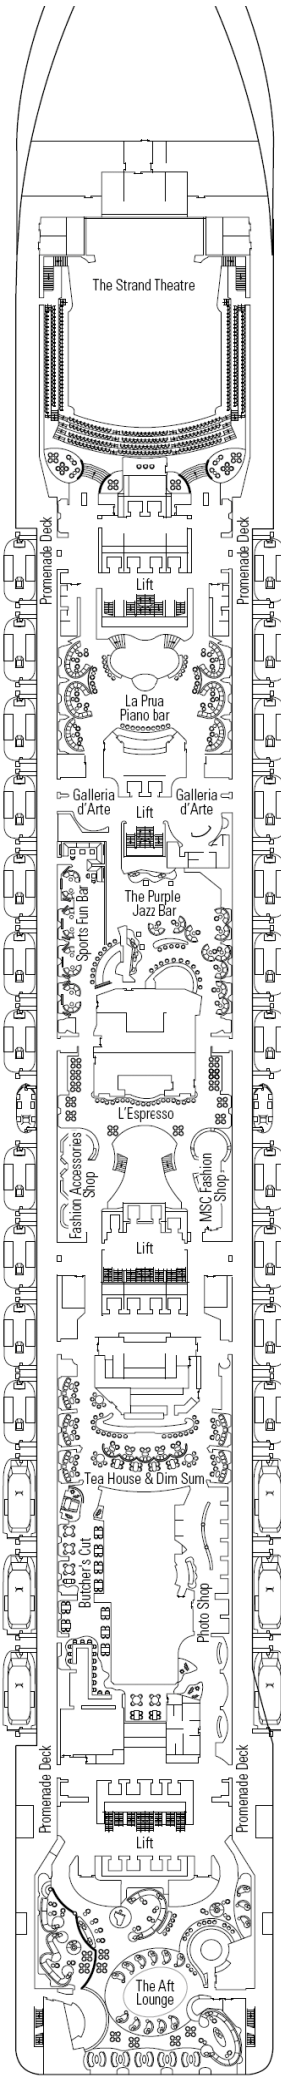 The Strand Theatre
Promenade Deck
Promenade Deck
Lift
La Prua
Piano bar
Galleria
d'Arte
Lift
Galleria
d'Arte
Sports Fun Bar
The Purple
Jazz Bar
L'Espresso
Fashion Accessories
Shop
MSC Fashion
Shop
Lift
Tea House & Dim Sum
Butcher's Cut
Photo Shop
Promenade Deck
Promenade Deck
Lift
The Aft
Lounge